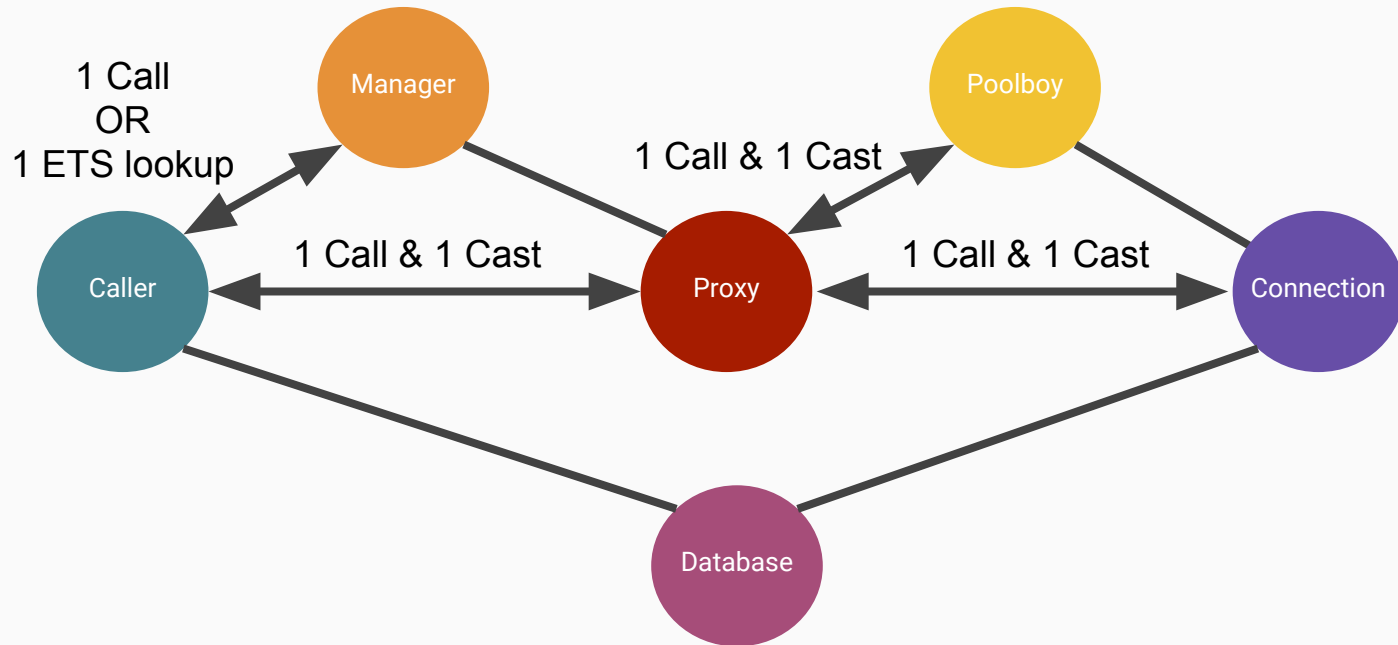 1 Call
OR
1 ETS lookup
Manager
Poolboy
1 Call & 1 Cast
Caller
1 Call & 1 Cast
Proxy
1 Call & 1 Cast
Connection
Database